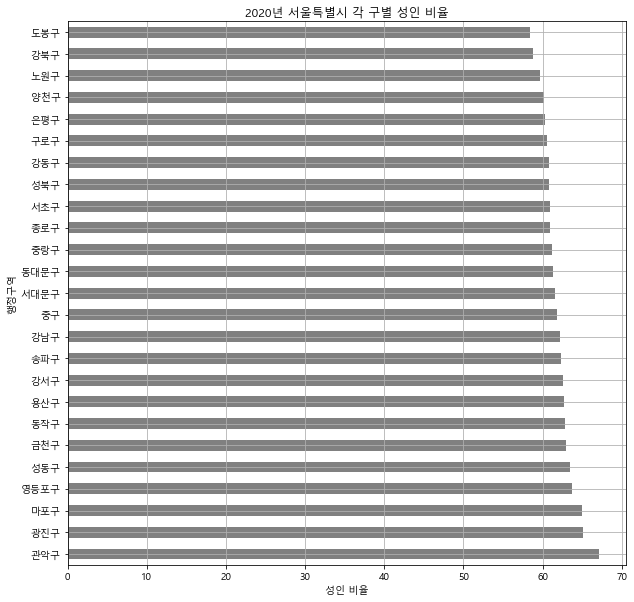 2020년 서울특별시 각 구별 성인 비율
도봉구
강북구
노원구
양천구
은평구
구로구
강동구
성북구
서초구
종로구
중랑구
동대문구
서대문구
중구
강남구
송파구
강서구
용산구
동작구
금천구
성동구
영등포구
마포구
광진구
관악구
행정구역
0 10 20 30 40 50 60 70
성인 비율